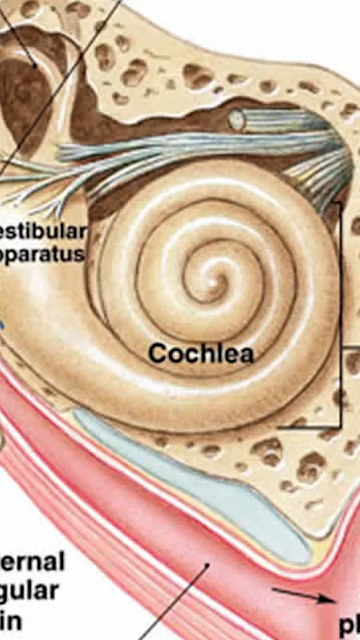 estibular
pparatus
Cochlea
ernal
gular
in
pl